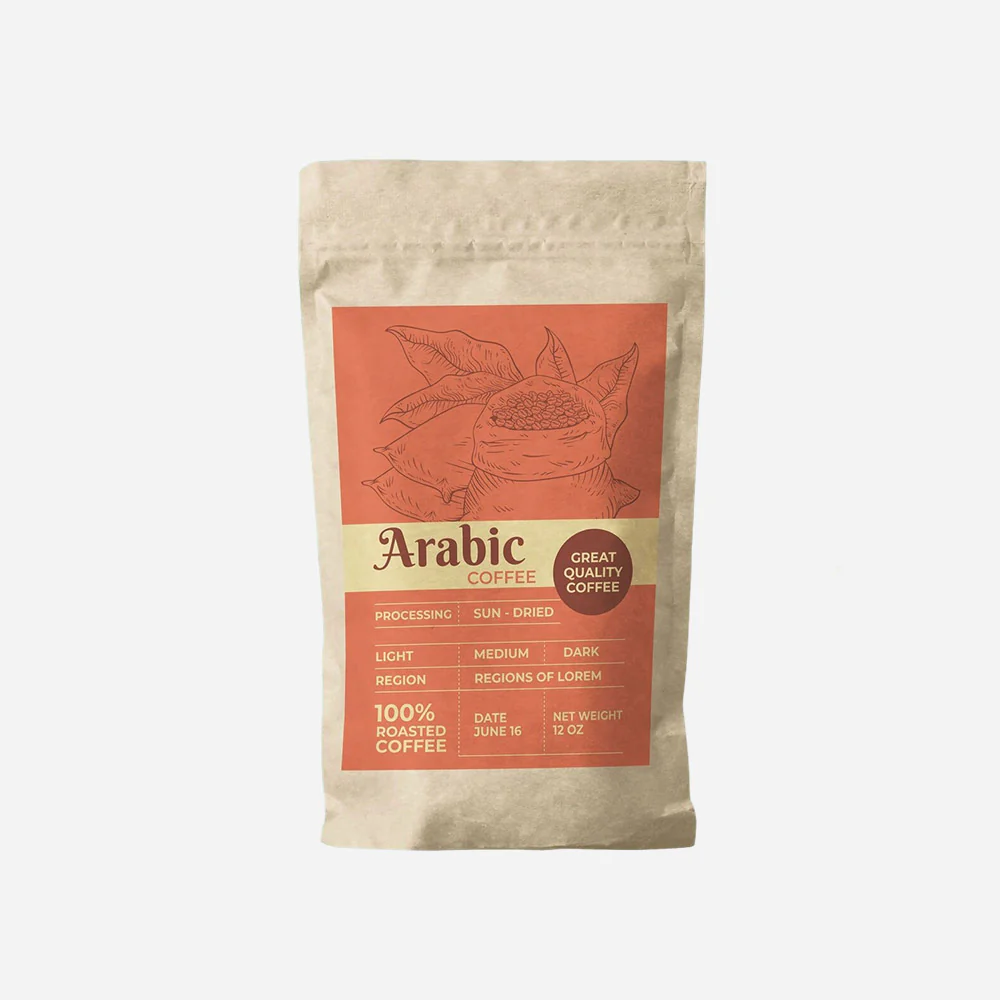 Arabic
COFFEE
GREAT
QUALITY
COFFEE
PROCESSING SUN - DRIED
LIGHT MEDIUM DARK
REGION REGIONS OF LOREM
100%
ROASTED
COFFEE
DATE
JUNE 16
NET WEIGHT
12 OZ